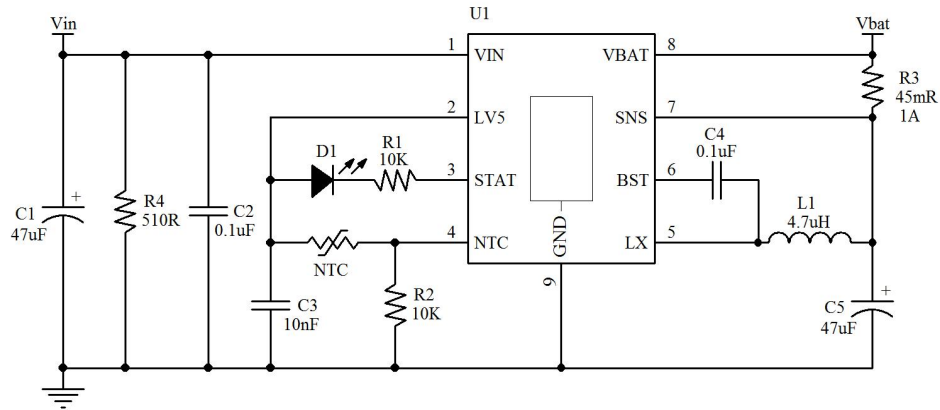 U1
Vin
Vbat
1
VIN
VBAT
8
R3
45mR
1A
2
LV5
SNS
7
C4
0.1uF
D1
R1
10K
3
STAT
BST
6
L1
4.7uH
C1
+
47uF
R4
510R
C2
0.1uF
NTC
4
NTC
GND
LX
5
9
C3
10nF
R2
10K
C5
+
47uF